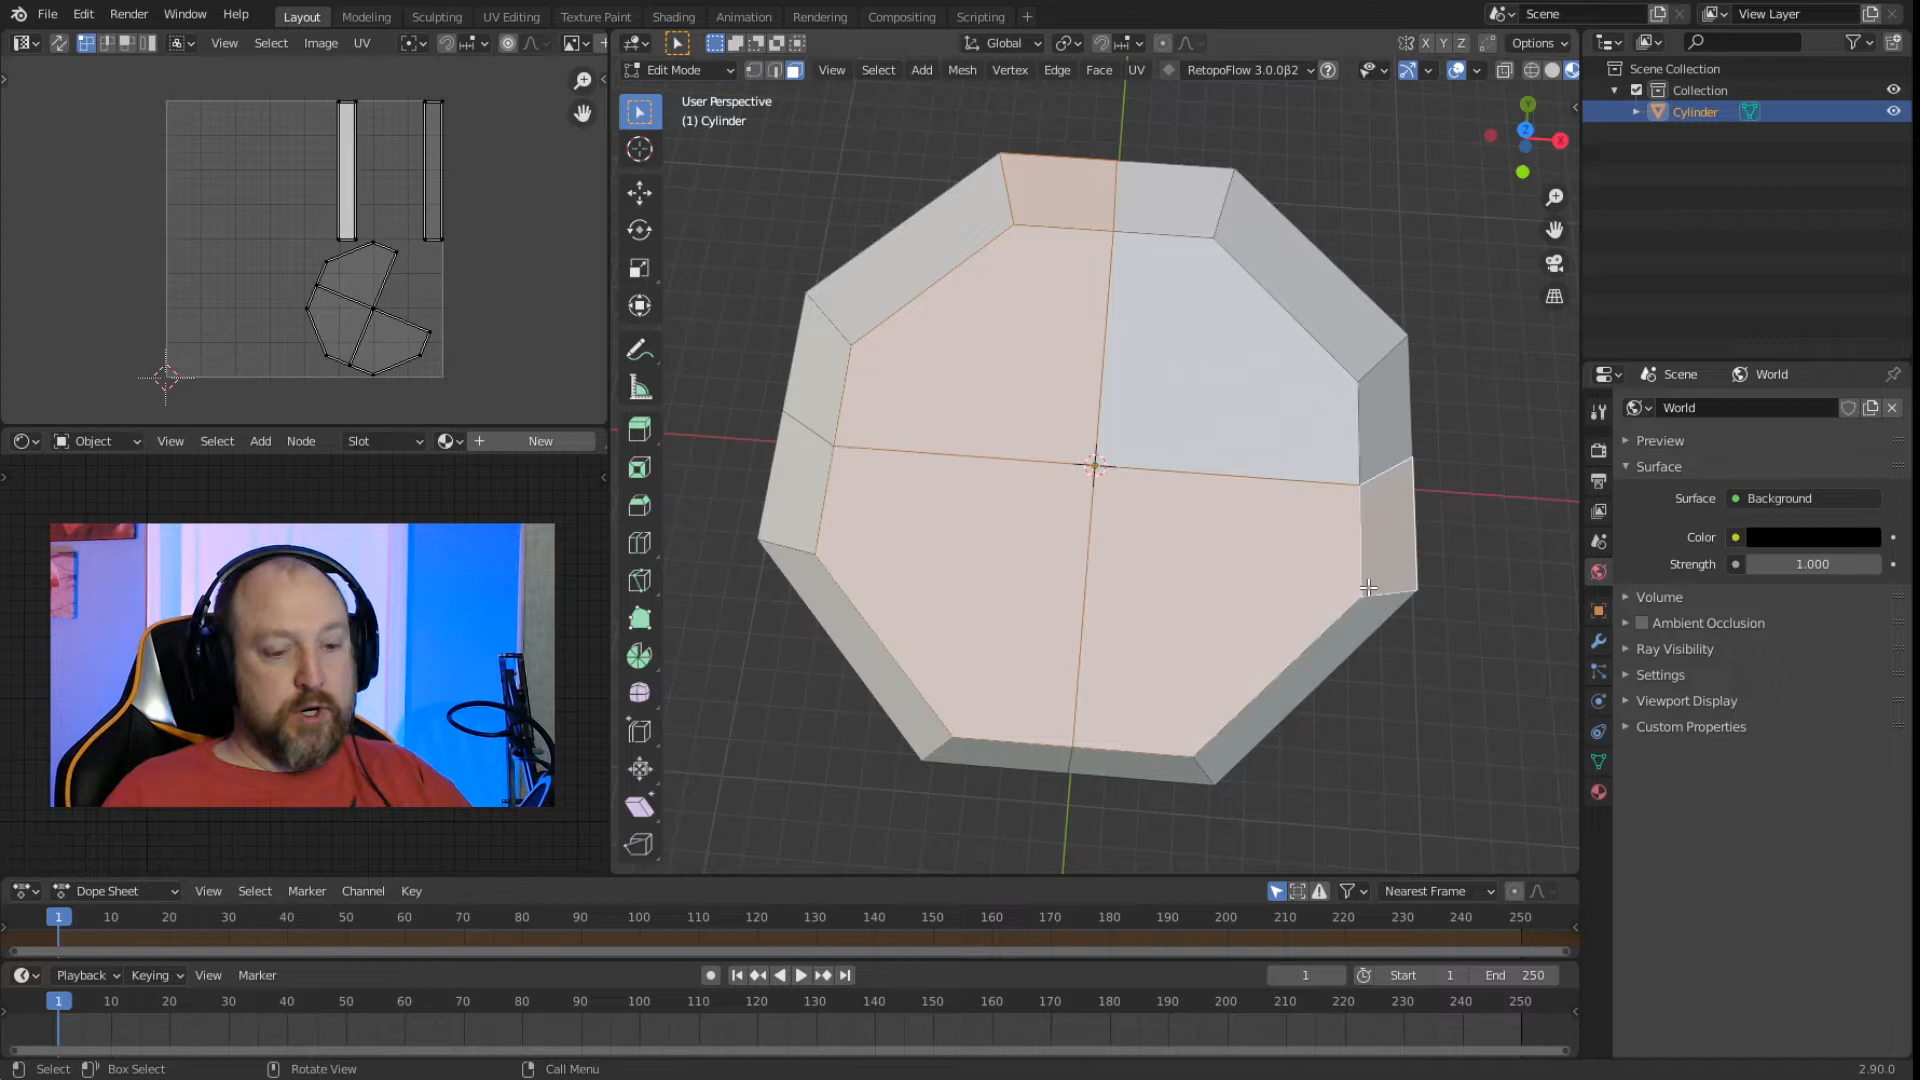 File Edit Render Window Help Layout Modeling Sculpting UV Editing Texture Paint Shading Animation Rendering Compositing Scripting + Scene View Layer
View Select Image UV Global X Y Z Options
Edit Mode View Select Add Mesh Vertex Edge Face UV RetopoFlow 3.0.0β2
Scene Collection
Collection
Cylinder
User Perspective
(1) Cylinder
Y
Z
X
Scene World
World
Preview
Surface
Surface Background
Color
Strength 1.000
Volume
Ambient Occlusion
Ray Visibility
Settings
Viewport Display
Custom Properties
Object View Select Add Node Slot New
Dope Sheet View Select Marker Channel Key Nearest Frame
1 10 20 30 40 50 60 70 80 90 100 110 120 130 140 150 160 170 180 190 200 210 220 230 240 250
Playback Keying View Marker 1 Start 1 End 250
1 10 20 30 40 50 60 70 80 90 100 110 120 130 140 150 160 170 180 190 200 210 220 230 240 250
Select Box Select Rotate View Call Menu 2.90.0